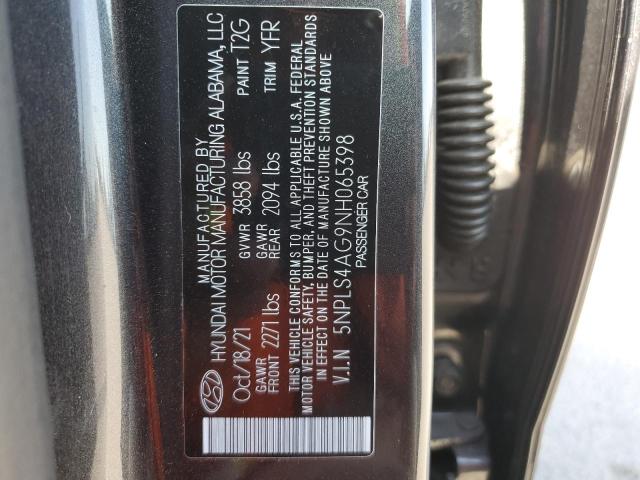 MANUFACTURED BY
HYUNDAI MOTOR MANUFACTURING ALABAMA, LLC
Oct/18/21 GVWR 3858 lbs PAINT T2G
GAWR FRONT 2271 lbs GAWR REAR 2094 lbs TRIM YFR
THIS VEHICLE CONFORMS TO ALL APPLICABLE U.S.A. FEDERAL
MOTOR VEHICLE SAFETY, BUMPER, AND THEFT PREVENTION STANDARDS
IN EFFECT ON THE DATE OF MANUFACTURE SHOWN ABOVE
V.I.N 5NPLS4AG9NH065398
PASSENGER CAR